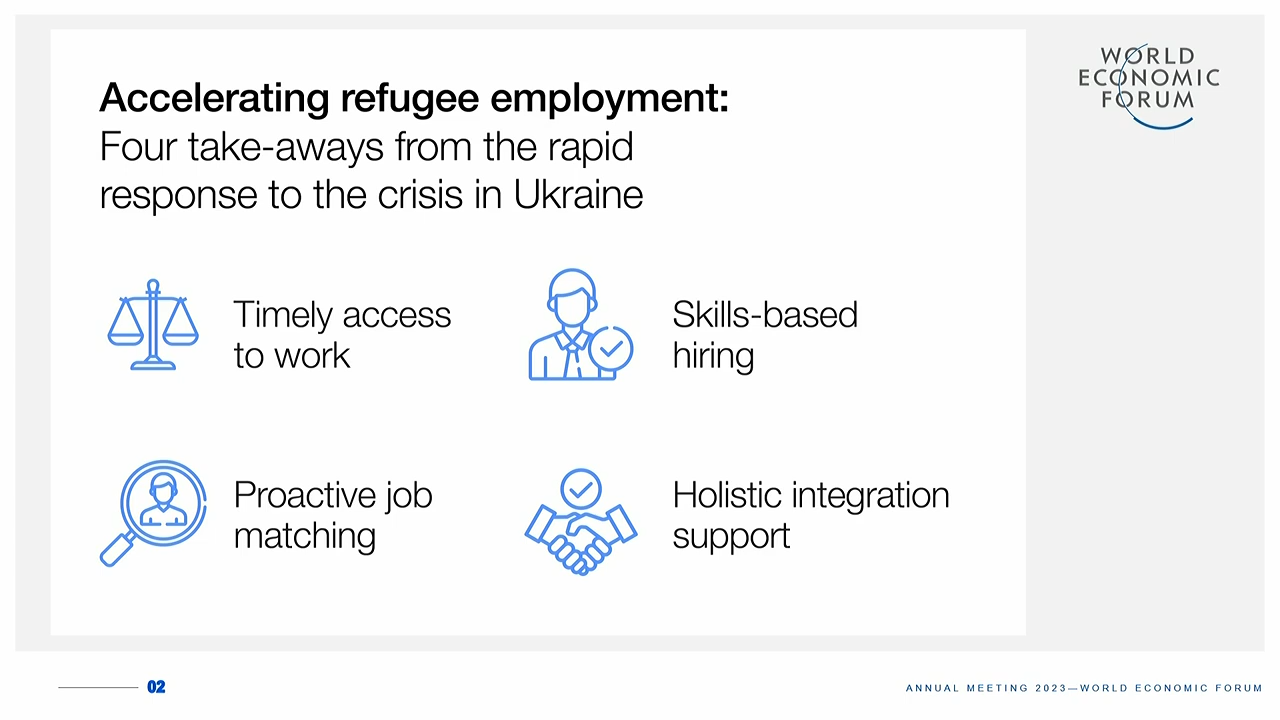 Accelerating refugee employment:
Four take-aways from the rapid
response to the crisis in Ukraine
WORLD
ECONOMIC
FORUM
Timely access
to work
Skills-based
hiring
Proactive job
matching
Holistic integration
support
02
ANNUAL MEETING 2023—WORLD ECONOMIC FORUM